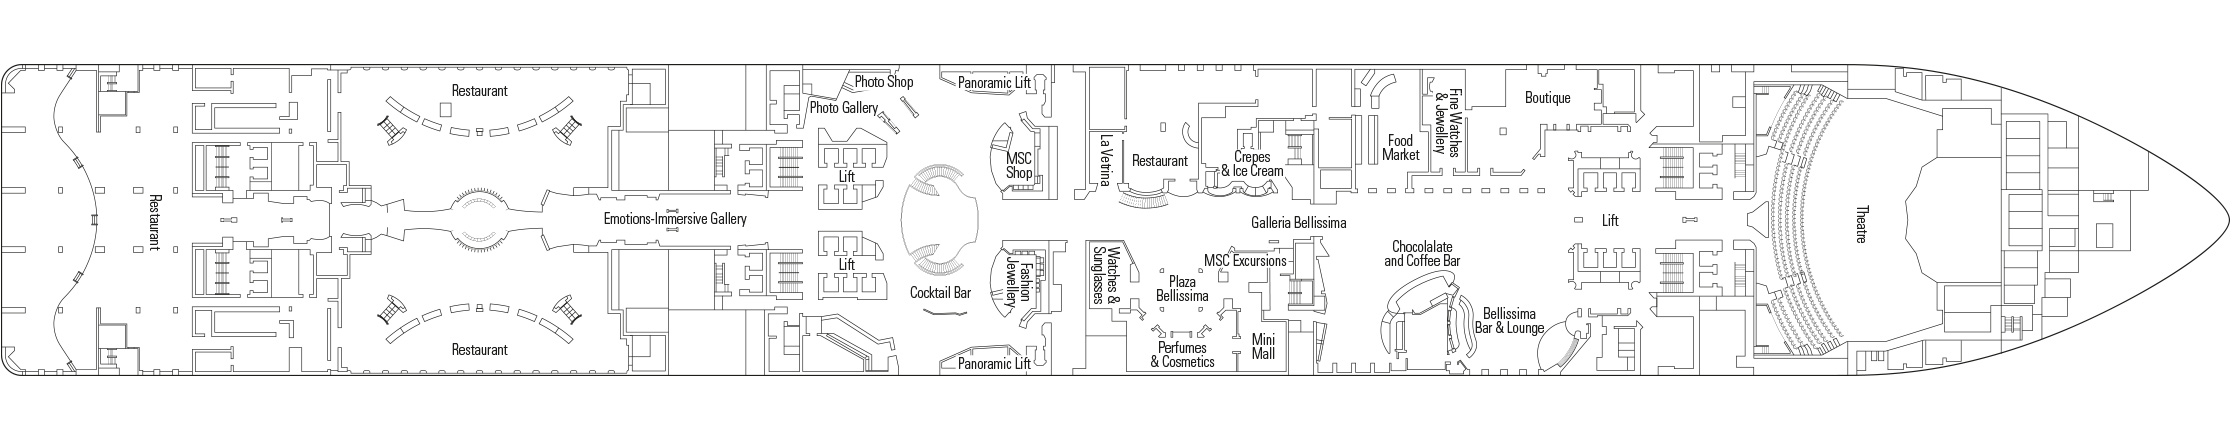 Restaurant
Restaurant
Restaurant
Emotions-Immersive Gallery
Photo Shop
Photo Gallery
Lift
Lift
Panoramic Lift
MSC
Shop
Cocktail Bar
Fashion
Jewellery
Panoramic Lift
La Vetrina
Restaurant
Crepes
& Ice Cream
Galleria Bellissima
Watches &
Sunglasses
MSC Excursions
Plaza
Bellissima
Perfumes
& Cosmetics
Mini
Mall
Food
Market
Fine Watches
& Jewellery
Boutique
Chocolalate
and Coffee Bar
Bellissima
Bar & Lounge
Lift
Theatre